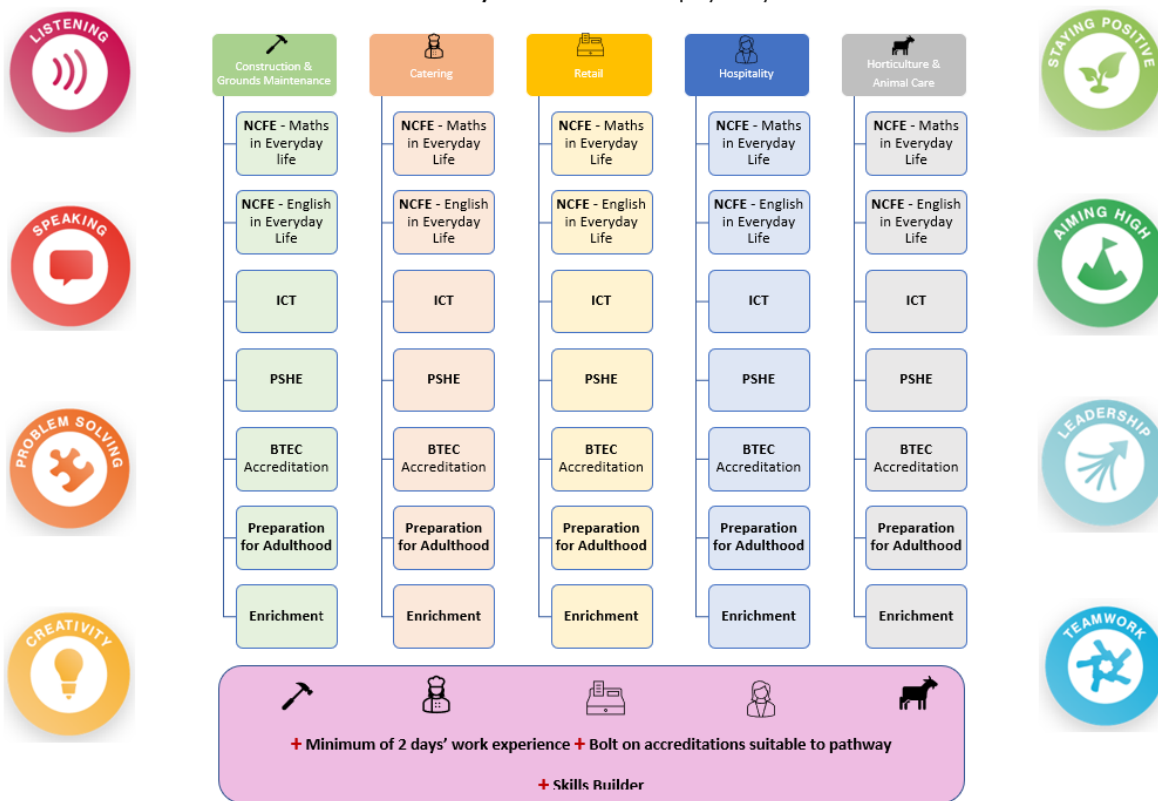 LISTENING
SPEAKING
PROBLEM SOLVING
CREATIVITY
Construction &
Grounds Maintenance
NCFE - Maths
in Everyday
life
NCFE - English
in Everyday
Life
ICT
PSHE
BTEC
Accreditation
Preparation
for Adulthood
Enrichment
Catering
NCFE - Maths
in Everyday
Life
NCFE - English
in Everyday
Life
ICT
PSHE
BTEC
Accreditation
Preparation
for Adulthood
Enrichment
Retail
NCFE - Maths
in Everyday
Life
NCFE - English
in Everyday
Life
ICT
PSHE
BTEC
Accreditation
Preparation
for Adulthood
Enrichment
Hospitality
NCFE - Maths
in Everyday
Life
NCFE - English
in Everyday
Life
ICT
PSHE
BTEC
Accreditation
Preparation
for Adulthood
Enrichment
Horticulture &
Animal Care
NCFE - Maths
in Everyday
Life
NCFE - English
in Everyday
Life
ICT
PSHE
BTEC
Accreditation
Preparation
for Adulthood
Enrichment
STAYING POSITIVE
AIMING HIGH
LEADERSHIP
TEAMWORK
+ Minimum of 2 days' work experience + Bolt on accreditations suitable to pathway
+ Skills Builder